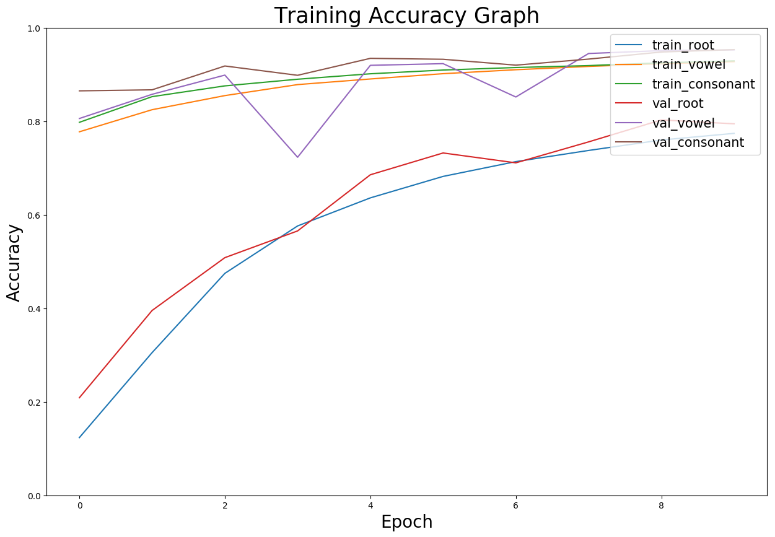 Training Accuracy Graph
1.0
0.8
0.6
0.4
0.2
0.0
Accuracy
train_root
train_vowel
train_consonant
val_root
val_vowel
val_consonant
0 2 4 6 8
Epoch